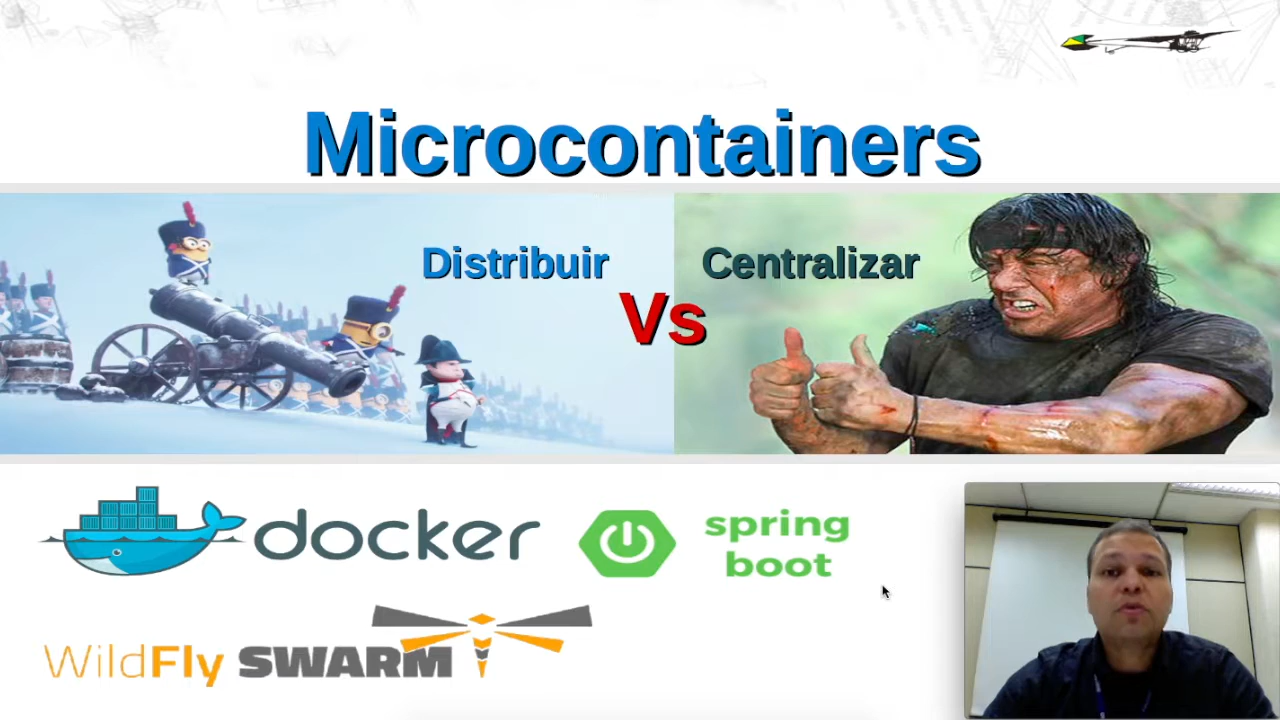 Microcontainers
Distribuir
Vs
Centralizar
docker
spring
boot
WildFly SWARM